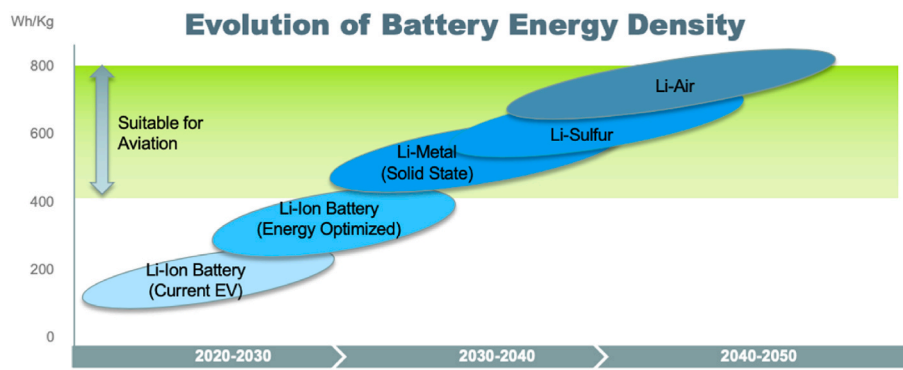 Wh/Kg
Evolution of Battery Energy Density
800
600
400
200
0
Suitable for
Aviation
Li-Air
Li-Sulfur
Li-Metal
(Solid State)
Li-Ion Battery
(Energy Optimized)
Li-Ion Battery
(Current EV)
2020-2030
2030-2040
2040-2050